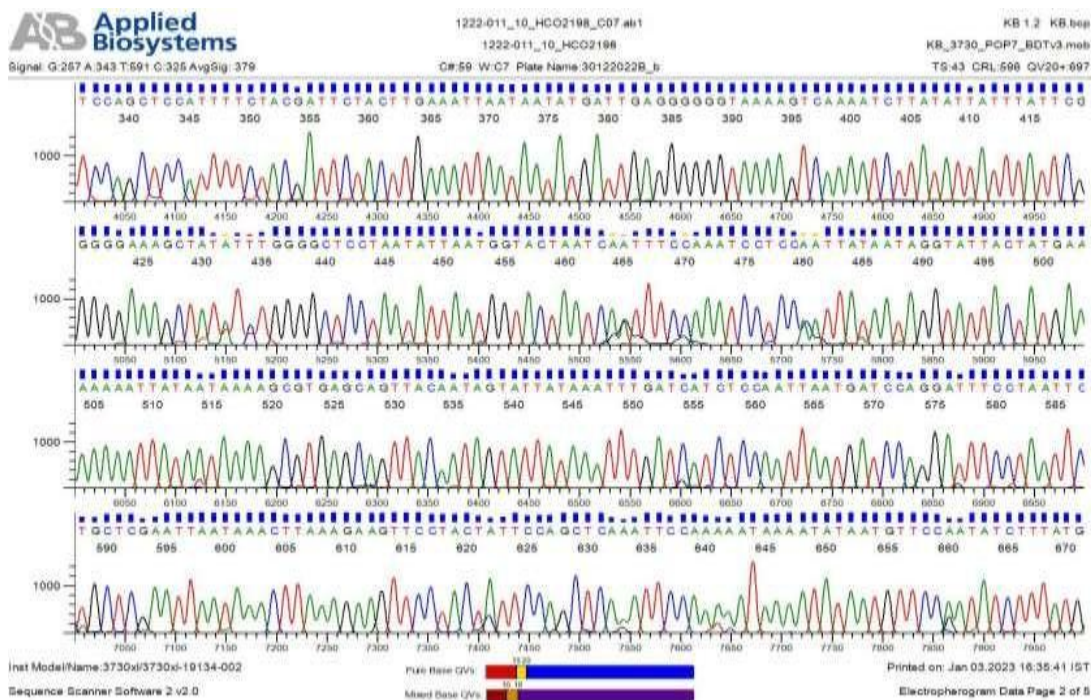 Applied Biosystems
1222-011_10_HCO2198_C07.ab1
KB 1.2 KB.bcp
1222-011_10_HCO2198
KB_3730_POP7_BDTv3.mob
Signal: G:257 A:343 T:591 C:325 AvgSig: 379
C#:59 W:C7 Plate Name:30122022B_b
TS:43 CRL:598 QV20+:697
TCCAGCTCCATTTTCTACGATTCTACTTGAAATTAATAATATGATTGAGGGGGGTAAAAGTCAAAATCTTATATTATTTATTCG
340 345 350 355 360 365 370 375 380 385 390 395 400 405 410 415
1000
4050 4100 4150 4200 4250 4300 4350 4400 4450 4500 4550 4600 4650 4700 4750 4800 4850 4900 4950
GGGGAAAGCTATATTTGGGGCTCCTAATATTAATGGTACTAATCAATTTCCAAATCCTCCAATTATAATAGGTATTACTATGAA
425 430 435 440 445 450 455 460 465 470 475 480 485 490 495 500
1000
5050 5100 5150 5200 5250 5300 5350 5400 5450 5500 5550 5600 5650 5700 5750 5800 5850 5900 5950
AAAAATTATAATAAAAGCGTGAGCAGTTACAATAGTATTATAAATTTGATCATCTCCAATTAATGATCCAGGATTTCCTAATTC
505 510 515 520 525 530 535 540 545 550 555 560 565 570 575 580 585
1000
6050 6100 6150 6200 6250 6300 6350 6400 6450 6500 6550 6600 6650 6700 6750 6800 6850 6900 6950
TGCTCGAATTAATAAACTTAAAGAAGTTCCTACTATTCCAGCTCAAATTCCAAAAATAAAATATAATGTTCCAATATCTTTATG
590 595 600 605 610 615 620 625 630 635 640 645 650 655 660 665 670
1000
7000 7050 7100 7150 7200 7250 7300 7350 7400 7450 7500 7550 7600 7650 7700 7750 7800 7850 7900 7950
Inst Model/Name:3730xl/3730xl-19134-002
Pure Base QVs:
Printed on: Jan 03,2023 16:35:41 IST
Sequence Scanner Software 2 v2.0
Mixed Base QVs:
Electropherogram Data Page 2 of